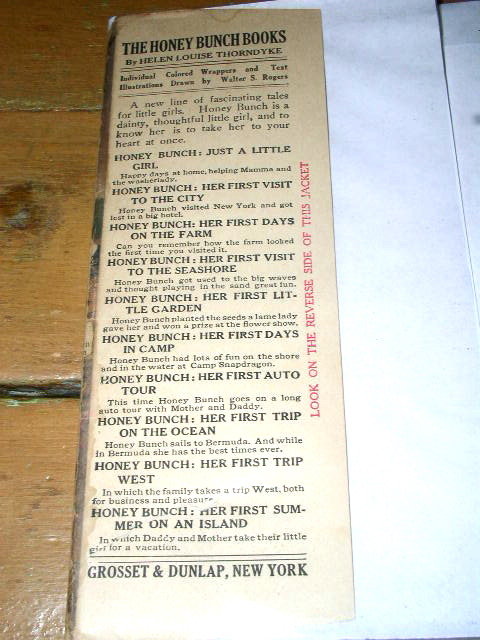 THE HONEY BUNCH BOOKS
By HELEN LOUISE THORNDYKE
Individual Colored Wrappers and Text
Illustrations Drawn by Walter S. Rogers
A new line of fascinating tales
for little girls. Honey Bunch is a
dainty, thoughtful little girl, and to
know her is to take her to your
heart at once.
HONEY BUNCH: JUST A LITTLE
GIRL
Happy days at home, helping Mamma and
the washerlady.
HONEY BUNCH: HER FIRST VISIT
TO THE CITY
Honey Bunch visited New York and got
lost in a big hotel.
HONEY BUNCH: HER FIRST DAYS
ON THE FARM
Can you remember how the farm looked
the first time you visited it.
HONEY BUNCH: HER FIRST VISIT
TO THE SEASHORE
Honey Bunch got used to the big waves
and thought playing in the sand great fun.
HONEY BUNCH: HER FIRST LIT-
TLE GARDEN
Honey Bunch planted the seeds a lame lady
gave her and won a prize at the flower show.
HONEY BUNCH: HER FIRST DAYS
IN CAMP
Honey Bunch had lots of fun on the shore
and in the water at Camp Snapdragon.
HONEY BUNCH: HER FIRST AUTO
TOUR
This time Honey Bunch goes on a long
auto tour with Mother and Daddy.
HONEY BUNCH: HER FIRST TRIP
ON THE OCEAN
Honey Bunch sails to Bermuda. And while
in Bermuda she has the best times ever.
HONEY BUNCH: HER FIRST TRIP
WEST
In which the family takes a trip West, both
for business and pleasure.
HONEY BUNCH: HER FIRST SUM-
MER ON AN ISLAND
In which Daddy and Mother take their little
girl for a vacation.
GROSSET & DUNLAP, NEW YORK
LOOK ON THE REVERSE SIDE OF THIS JACKET